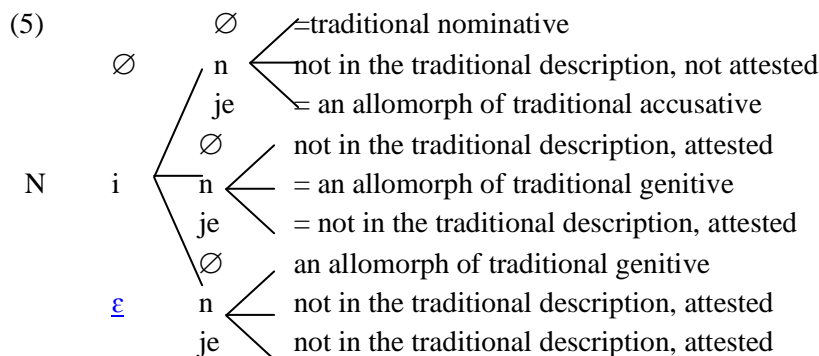 (5) ∅ =traditional nominative
∅ n not in the traditional description, not attested
je = an allomorph of traditional accusative
∅ not in the traditional description, attested
N i n = an allomorph of traditional genitive
je = not in the traditional description, attested
∅ an allomorph of traditional genitive
ε n not in the traditional description, attested
je not in the traditional description, attested